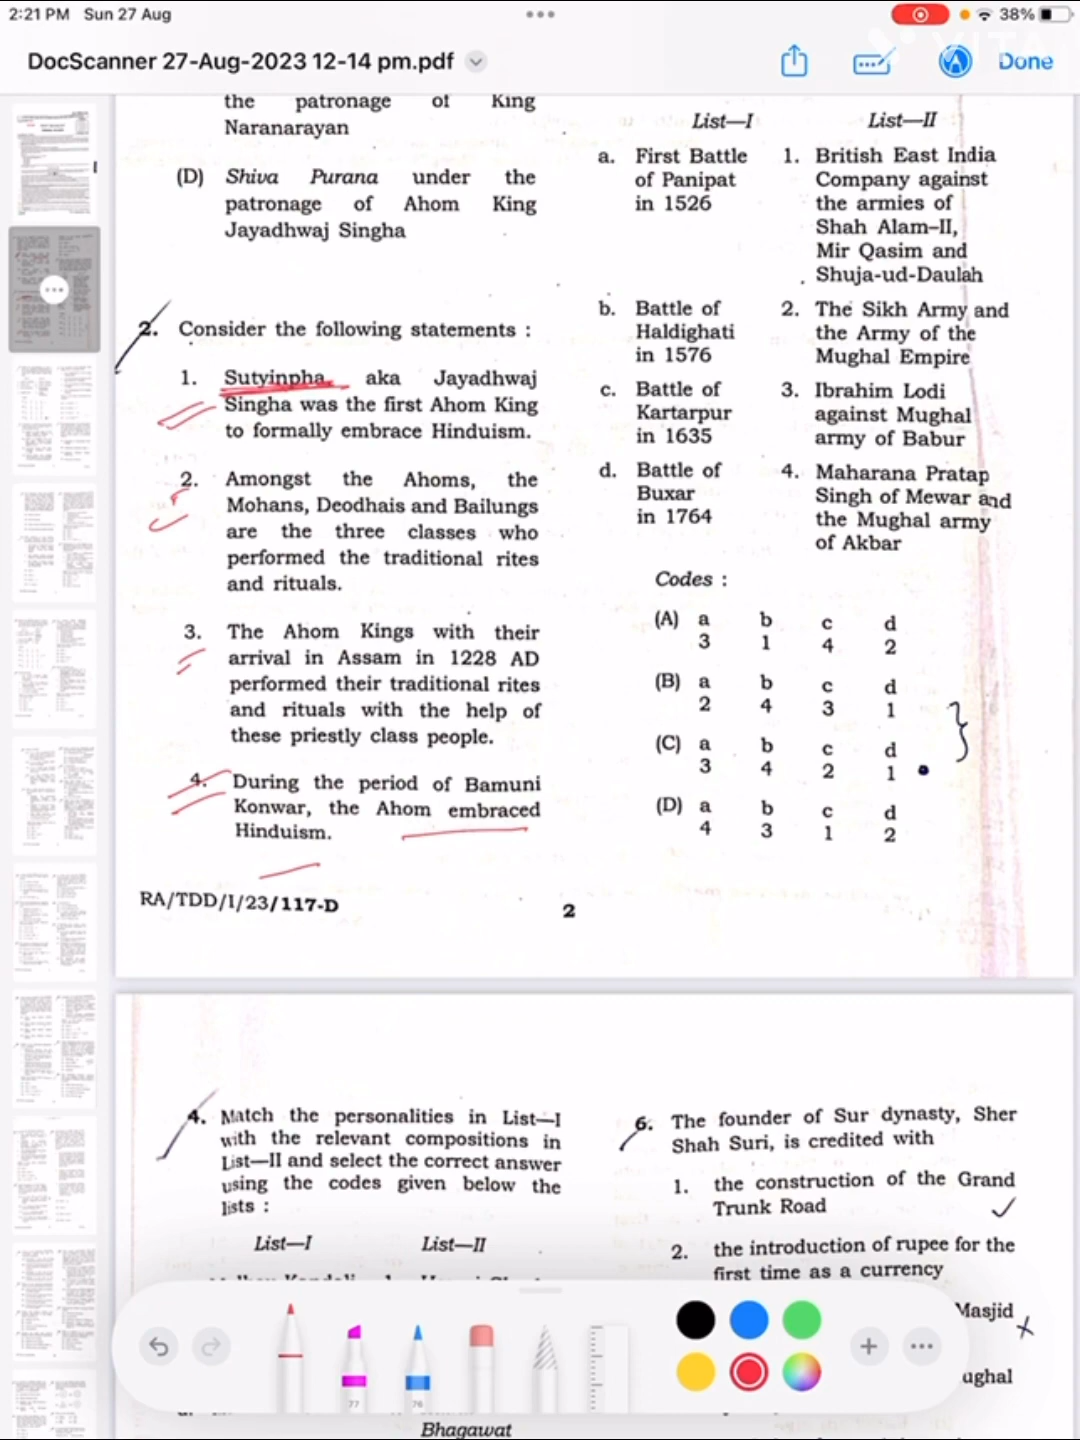 2:21 PM Sun 27 Aug
38%
DocScanner 27-Aug-2023 12-14 pm.pdf
Done
the patronage of King
Naranarayan
(D) Shiva Purana under the
patronage of Ahom King
Jayadhwaj Singha
2. Consider the following statements :
1. Sutyinpha aka Jayadhwaj
Singha was the first Ahom King
to formally embrace Hinduism.
2. Amongst the Ahoms, the
Mohans, Deodhais and Bailungs
are the three classes who
performed the traditional rites
and rituals.
3. The Ahom Kings with their
arrival in Assam in 1228 AD
performed their traditional rites
and rituals with the help of
these priestly class people.
4. During the period of Bamuni
Konwar, the Ahom embraced
Hinduism.
RA/TDD/I/23/117-D
2
List—I List—II
a. First Battle 1. British East India
of Panipat Company against
in 1526 the armies of
Shah Alam-II,
Mir Qasim and
Shuja-ud-Daulah
b. Battle of 2. The Sikh Army and
Haldighati the Army of the
in 1576 Mughal Empire
c. Battle of 3. Ibrahim Lodi
Kartarpur against Mughal
in 1635 army of Babur
d. Battle of 4. Maharana Pratap
Buxar Singh of Mewar and
in 1764 the Mughal army
of Akbar
Codes :
(A) a b c d
3 1 4 2
(B) a b c d
2 4 3 1
(C) a b c d
3 4 2 1
(D) a b c d
4 3 1 2
4. Match the personalities in List—I
with the relevant compositions in
List—II and select the correct answer
using the codes given below the
lists :
List—I List—II
Bhagawat
6. The founder of Sur dynasty, Sher
Shah Suri, is credited with
1. the construction of the Grand
Trunk Road
2. the introduction of rupee for the
first time as a currency
Masjid
ughal
77
76